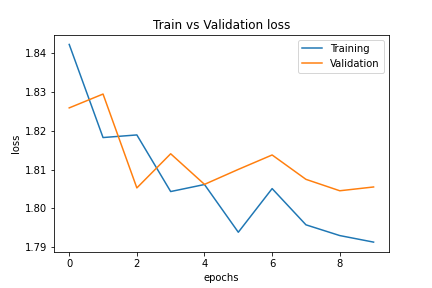 Train vs Validation loss
Training
Validation
1.84
1.83
1.82
1.81
1.80
1.79
loss
0
2
4
6
8
epochs